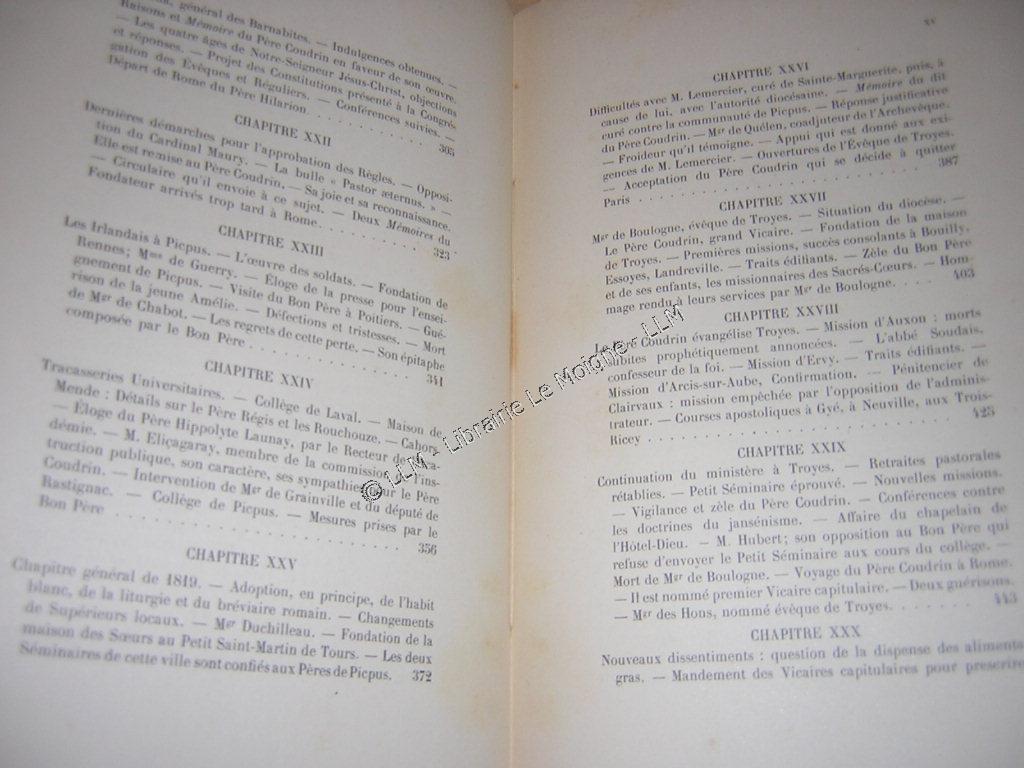 général des Barnabites. — Indulgences obtenues. —
Raisons et Mémoire du Père Coudrin en faveur de son œuvre.
— Les quatre âges de Notre-Seigneur Jésus-Christ, objections
et réponses. — Projet des Constitutions présenté à la Congré
gation des Evêques et Réguliers. — Conférences suivies. —
Départ de Rome du Père Hilarion . . . . . . . . . . 305
CHAPITRE XXII
Dernières démarches pour l'approbation des Règles. — Opposi-
tion du Cardinal Maury. — La bulle « Pastor æternus. » —
Elle est remise au Père Coudrin. — Sa joie et sa reconnaissance.
— Circulaire qu'il envoie à ce sujet. — Deux Mémoires du
Fondateur arrivés trop tard à Rome . . . . . . . . . . 323
CHAPITRE XXIII
Les Irlandais à Picpus. — L'œuvre des soldats. — Fondation de
Rennes; Mme de Guerry. — Éloge de la presse pour l'ensei-
gnement de Picpus. — Visite du Bon Père à Poitiers. — Gué-
rison de la jeune Amélie. — Défections et tristesses. — Mort
de Mgr de Chabot. — Les regrets de cette perte. — Son épitaphe
composée par le Bon Père . . . . . . . . . . 341
CHAPITRE XXIV
Tracasseries Universitaires. — Collège de Laval. — Maison de
Mende : Détails sur le Père Régis et les Rouchouze. — Cahors
— Éloge du Père Hippolyte Launay, par le Recteur de l'Aca-
démie. — M. Eliçagaray, membre de la commission de l'ins-
truction publique, son caractère, ses sympathies pour le Père
Coudrin. — Intervention de Mgr de Grainville et du député de
Rastignac. — Collège de Picpus. — Mesures prises par le
Bon Père . . . . . . . . . . 356
CHAPITRE XXV
Chapitre général de 1819. — Adoption, en principe, de l'habit
blanc, de la liturgie et du bréviaire romain. — Changements
de Supérieurs locaux. — Mgr Duchilleau. — Fondation de la
maison des Sœurs au Petit Saint-Martin de Tours. — Les deux
Séminaires de cette ville sont confiés aux Pères de Picpus. 372
XV
CHAPITRE XXVI
Difficultés avec M. Lemercier, curé de Sainte-Marguerite, puis, à
cause de lui, avec l'autorité diocésaine. — Mémoire du dit
curé contre la communauté de Picpus. — Réponse justificative
du Père Coudrin. — Mgr de Quélen, coadjuteur de l'Archevêque.
— Froideur qu'il témoigne. — Appui qui est donné aux exi-
gences de M. Lemercier. — Ouvertures de l'Évêque de Troyes.
— Acceptation du Père Coudrin qui se décide à quitter
Paris . . . . . . . . . . 387
CHAPITRE XXVII
Mgr de Boulogne, évêque de Troyes. — Situation du diocèse. —
Le Père Coudrin, grand Vicaire. — Fondation de la maison
de Troyes. — Premières missions, succès consolants à Bouilly,
Essoyes, Landreville. — Traits édifiants. — Zèle du Bon Père
et de ses enfants, les missionnaires des Sacrés-Cœurs. — Hom-
mage rendu à leurs services par Mgr de Boulogne. . . . . 403
CHAPITRE XXVIII
Le Père Coudrin évangélise Troyes. — Mission d'Auxon : morts
subites prophétiquement annoncées. — L'abbé Soudais,
confesseur de la foi. — Mission d'Ervy. — Traits édifiants. —
Mission d'Arcis-sur-Aube, Confirmation. — Pénitencier de
Clairvaux : mission empêchée par l'opposition de l'adminis-
trateur. — Courses apostoliques à Gyé, à Neuville, aux Trois-
Ricey . . . . . . . . . . 425
CHAPITRE XXIX
Continuation du ministère à Troyes. — Retraites pastorales
rétablies. — Petit Séminaire éprouvé. — Nouvelles missions.
— Vigilance et zèle du Père Coudrin. — Conférences contre
les doctrines du jansénisme. — Affaire du chapelain de
l'Hôtel-Dieu. — M. Hubert; son opposition au Bon Père qui
refuse d'envoyer le Petit Séminaire aux cours du collège. —
Mort de Mgr de Boulogne. — Voyage du Père Coudrin à Rome.
— Il est nommé premier Vicaire capitulaire. — Deux guérisons.
— Mgr des Hons, nommé évêque de Troyes. . . . . . . 443
CHAPITRE XXX
Nouveaux dissentiments : question de la dispense des aliments
gras. — Mandement des Vicaires capitulaires pour prescrire
© LLM - Librairie Le Moigne - LLM